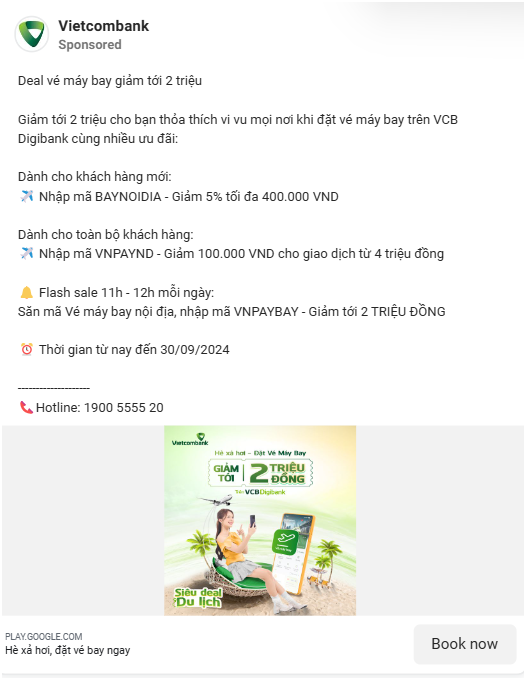 Vietcombank
Sponsored
Deal vé máy bay giảm tới 2 triệu
Giảm tới 2 triệu cho bạn thỏa thích vi vu mọi nơi khi đặt vé máy bay trên VCB
Digibank cùng nhiều ưu đãi:
Dành cho khách hàng mới:
✈️ Nhập mã BAYNOIDIA - Giảm 5% tối đa 400.000 VND
Dành cho toàn bộ khách hàng:
✈️ Nhập mã VNPAYND - Giảm 100.000 VND cho giao dịch từ 4 triệu đồng
🔔 Flash sale 11h - 12h mỗi ngày:
Săn mã Vé máy bay nội địa, nhập mã VNPAYBAY - Giảm tới 2 TRIỆU ĐỒNG
⏰ Thời gian từ nay đến 30/09/2024
--------------------
📞 Hotline: 1900 5555 20
Vietcombank
Hè xả hơi - Đặt Vé Máy Bay
GIẢM TỚI 2 TRIỆU ĐỒNG
Trên VCBDigibank
Siêu deal
Du lịch
PLAY.GOOGLE.COM
Hè xả hơi, đặt vé bay ngay
Book now